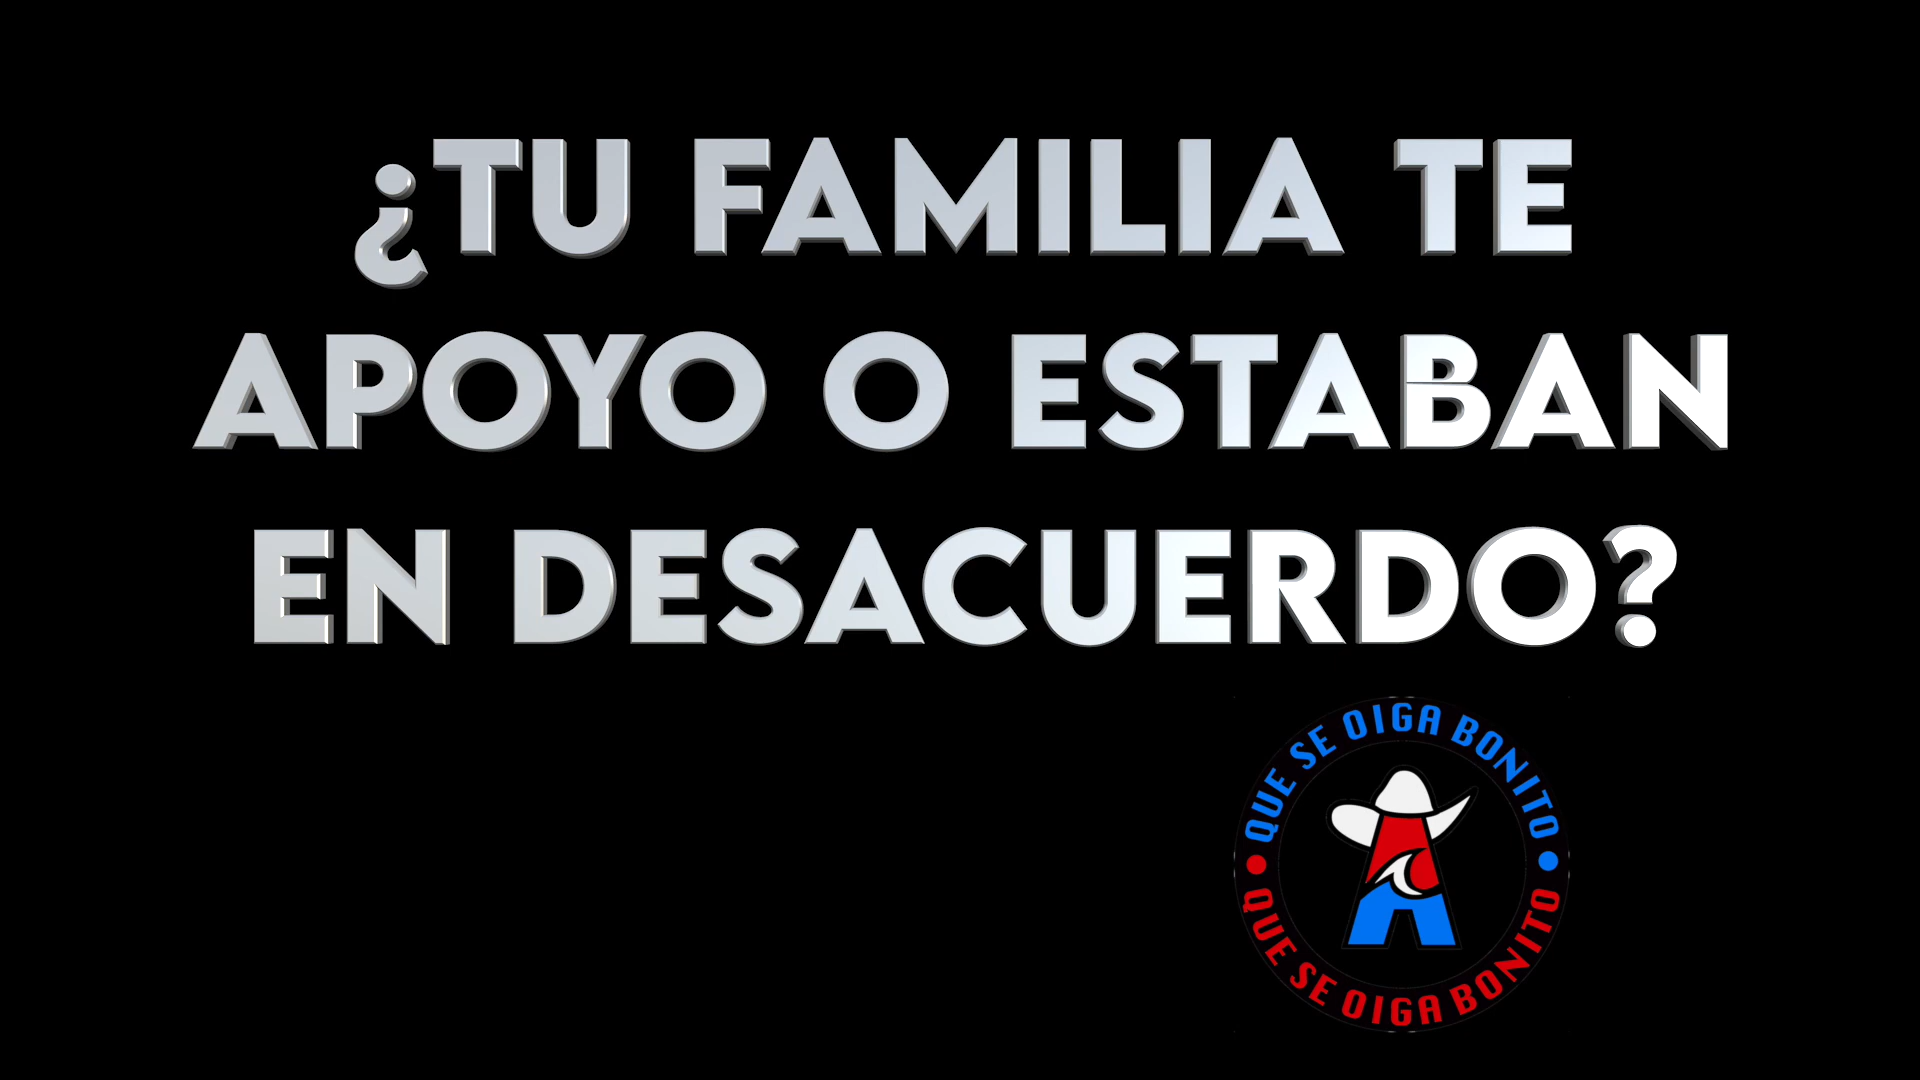 ¿TU FAMILIA TE
APOYO O ESTABAN
EN DESACUERDO?
QUE SE OIGA BONITO
QUE SE OIGA BONITO